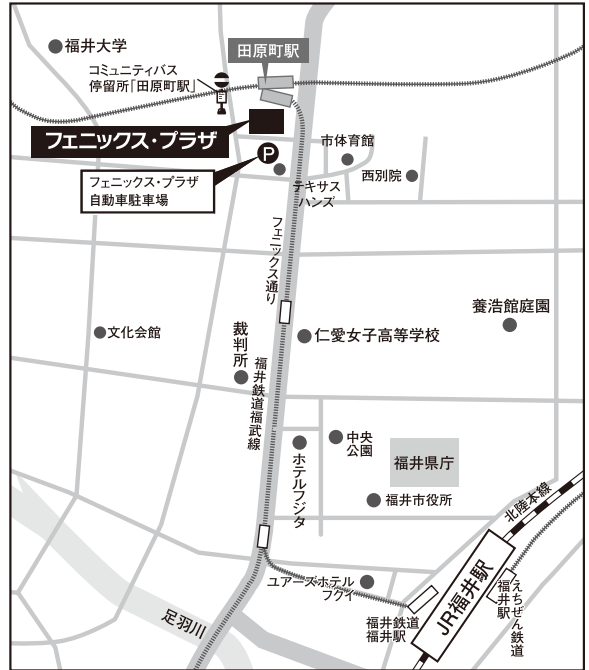 福井大学
田原町駅
コミュニティバス
停留所「田原町駅」
フェニックス・プラザ
P
市体育館
西別院
フェニックス・プラザ
自動車駐車場
テキサス
ハンズ
フェニックス通り
養浩館庭園
文化会館
裁判所
仁愛女子高等学校
福井鉄道福武線
中央
公園
福井県庁
ホテルフジタ
福井市役所
北陸本線
ユアーズホテル
フクイ
JR福井駅
えちぜん鉄道
福井駅
福井鉄道
福井駅
足羽川